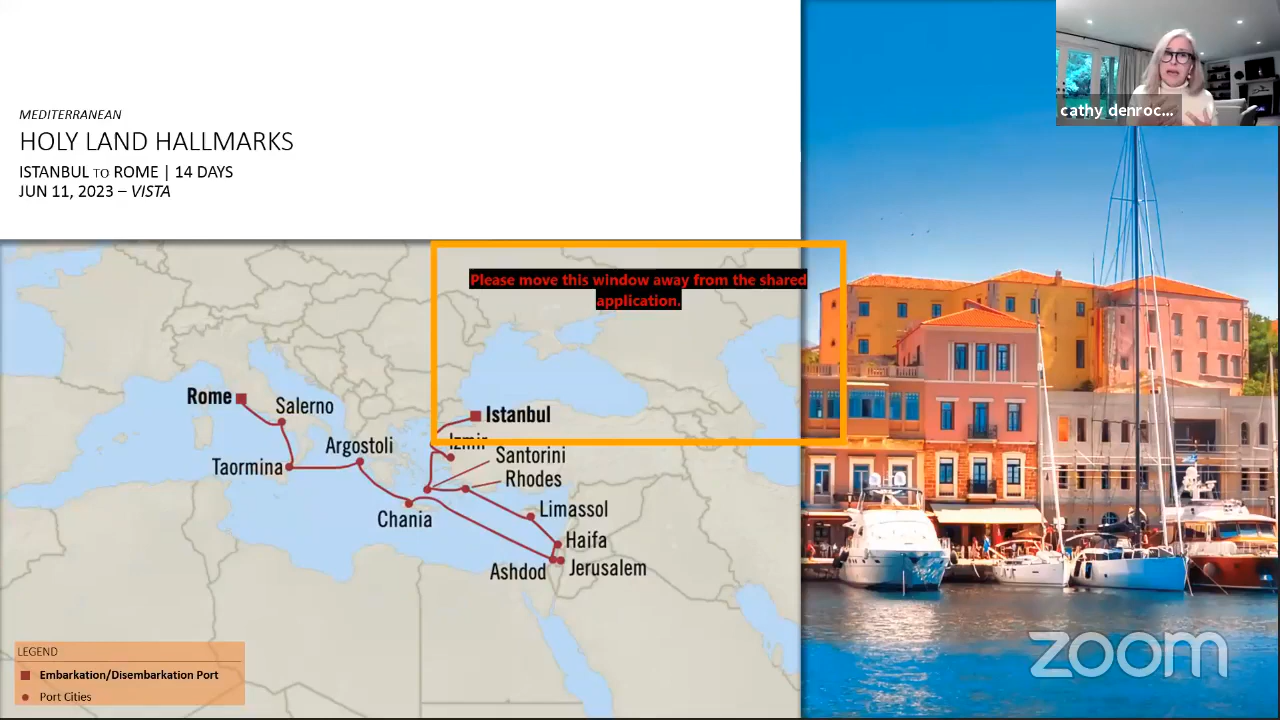 MEDITERRANEAN
HOLY LAND HALLMARKS
ISTANBUL TO ROME | 14 DAYS
JUN 11, 2023 – VISTA
cathy denroc...
Please move this window away from the shared
application.
Rome
Salerno
Istanbul
Izmir
Argostoli
Santorini
Taormina
Rhodes
Chania
Limassol
Haifa
Ashdod
Jerusalem
LEGEND
Embarkation/Disembarkation Port
Port Cities
zoom